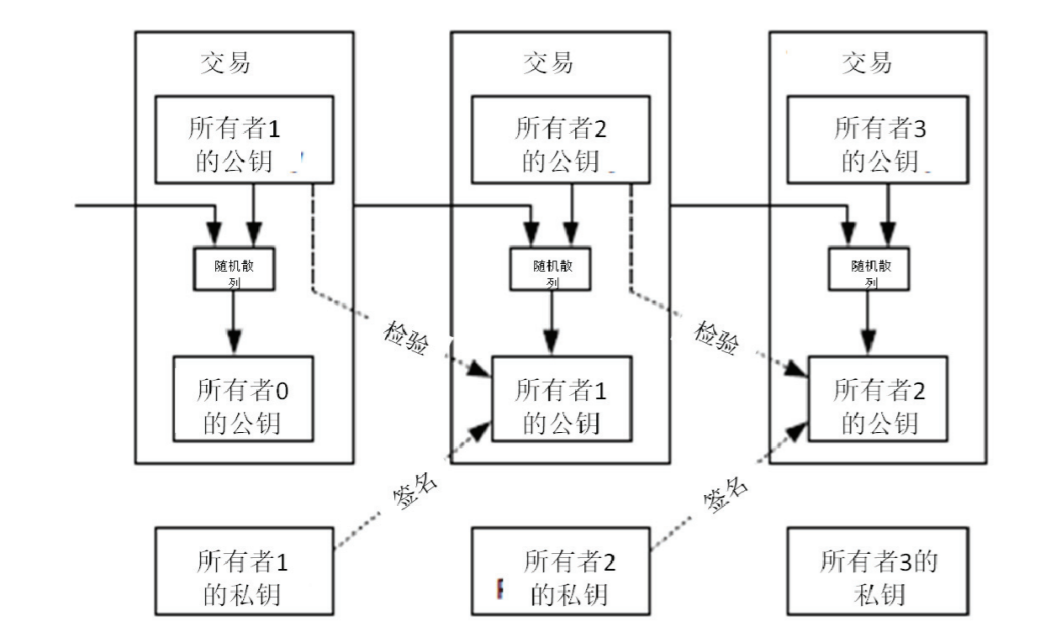 交易
所有者1
的公钥
随机散
列
检验
所有者0
的公钥
签名
所有者1
的私钥
交易
所有者2
的公钥
随机散
列
检验
所有者1
的公钥
签名
所有者2
的私钥
交易
所有者3
的公钥
随机散
列
所有者2
的公钥
所有者3的
私钥